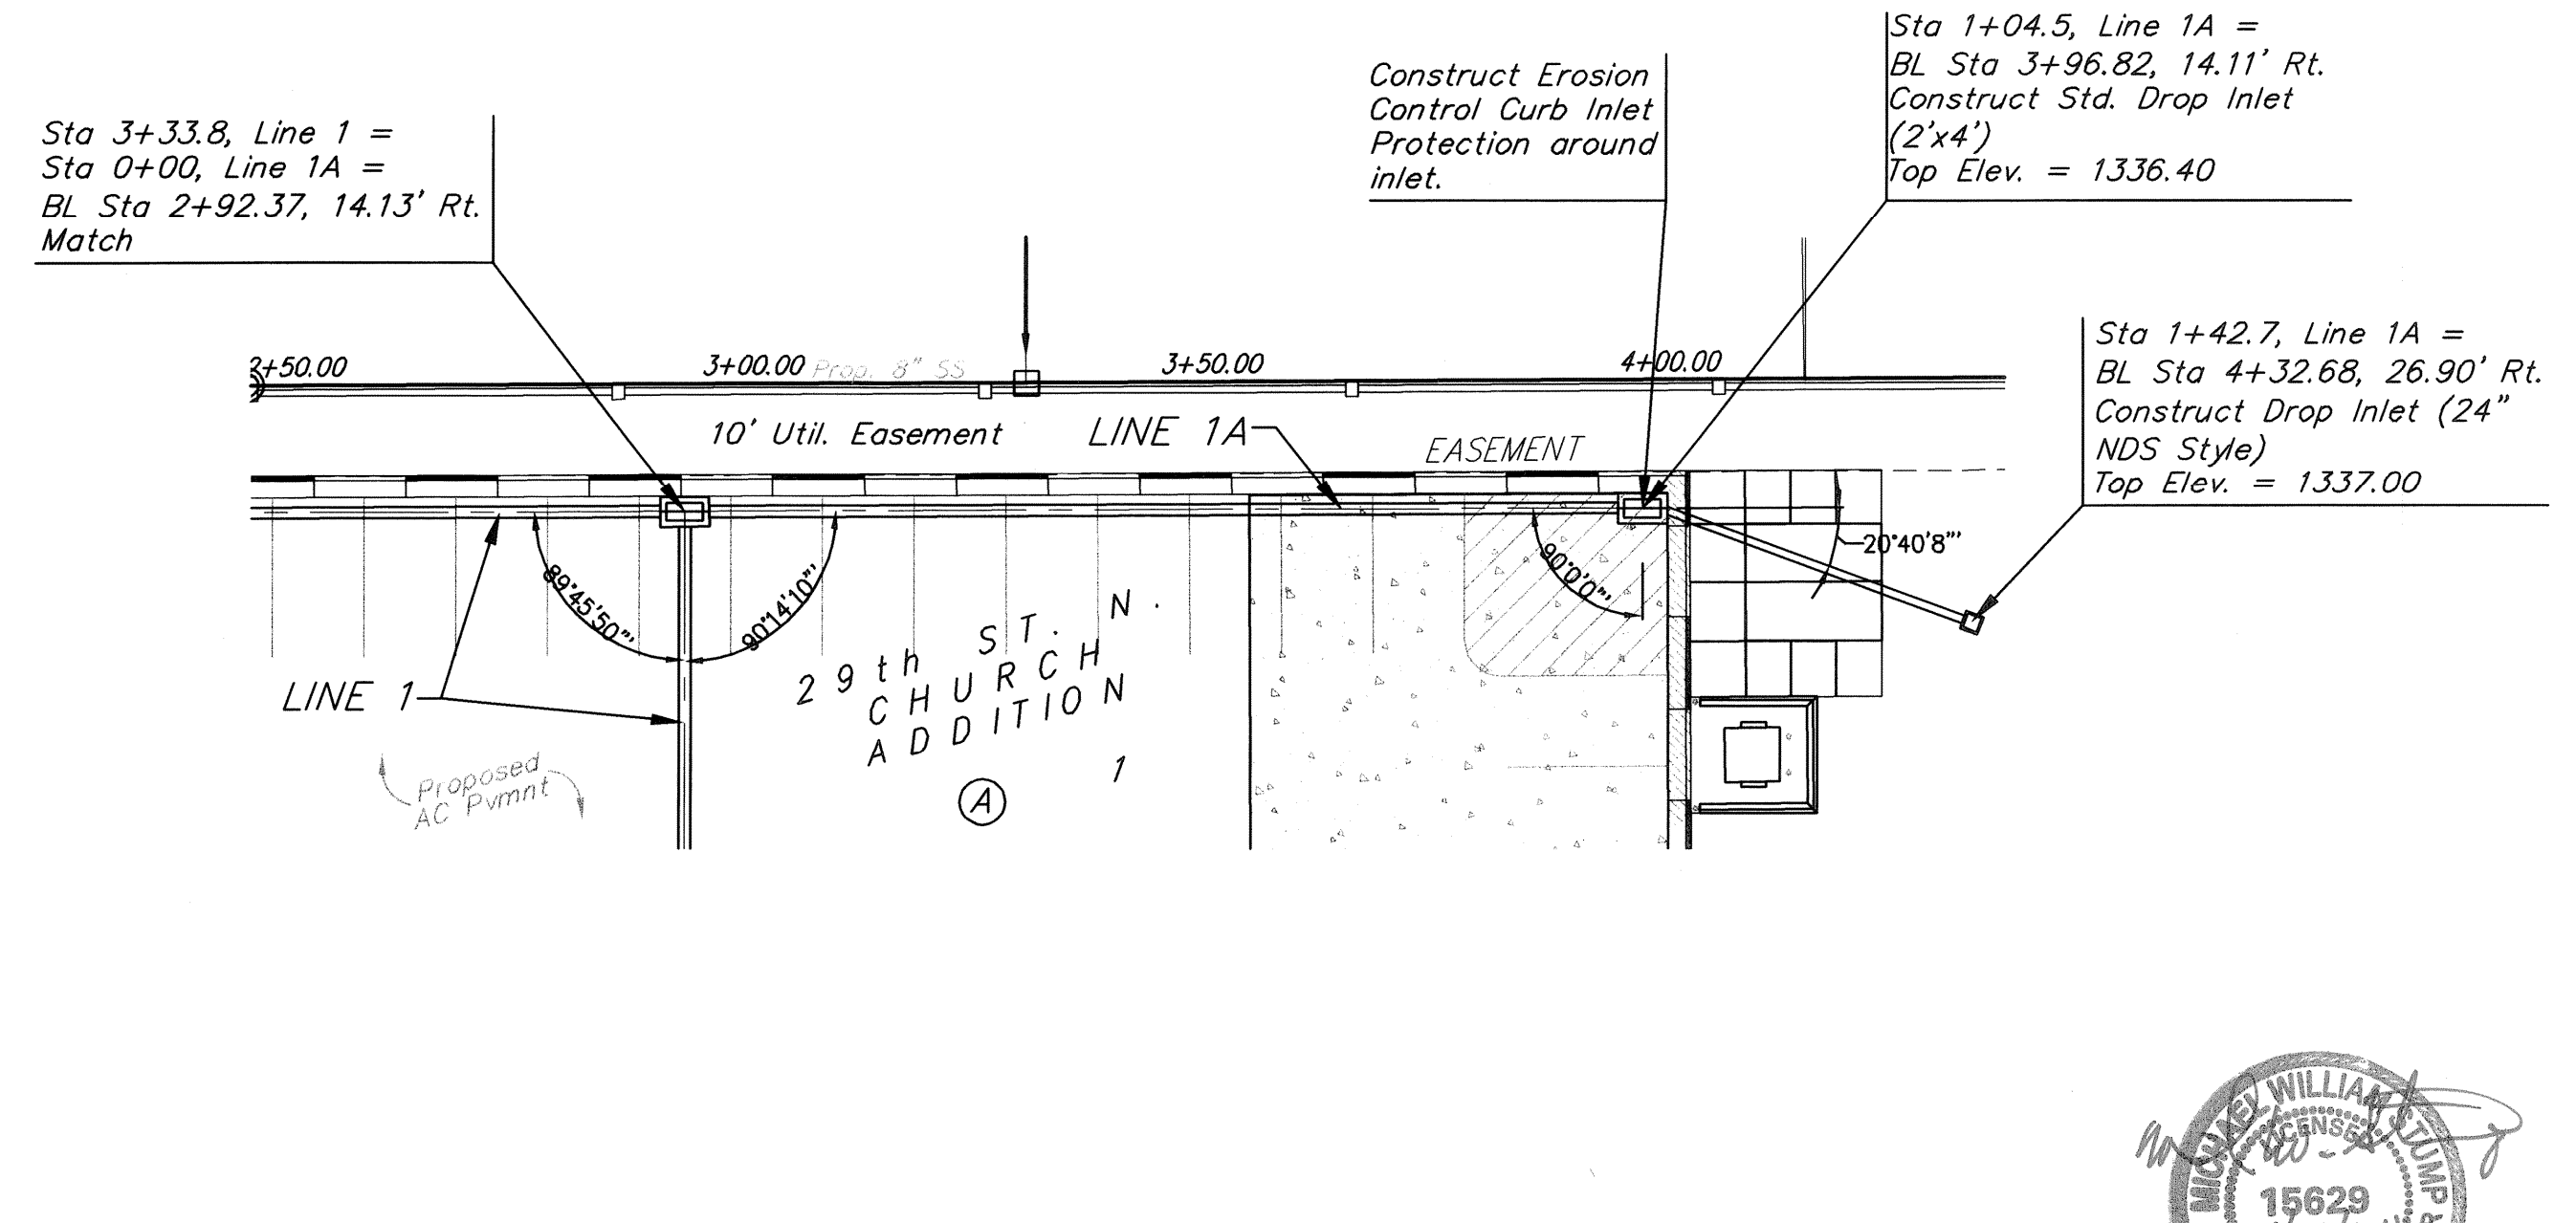 Sta 3+33.8, Line 1 =
Sta 0+00, Line 1A =
BL Sta 2+92.37, 14.13' Rt.
Match
Construct Erosion
Control Curb Inlet
Protection around
inlet.
Sta 1+04.5, Line 1A =
BL Sta 3+96.82, 14.11' Rt.
Construct Std. Drop Inlet
(2'x4')
Top Elev. = 1336.40
Sta 1+42.7, Line 1A =
BL Sta 4+32.68, 26.90' Rt.
Construct Drop Inlet (24"
NDS Style)
Top Elev. = 1337.00
2+50.00
3+00.00
Prop. 8" SS
3+50.00
4+00.00
10' Util. Easement
LINE 1A
EASEMENT
89°45'50"'
90°14'10"'
90°0'0"'
20°40'8"'
LINE 1
29th ST. N.
CHURCH
ADDITION
1
A
Proposed
AC Pvmnt
MICHAEL WILLIAM STUMP
LICENSED
15629